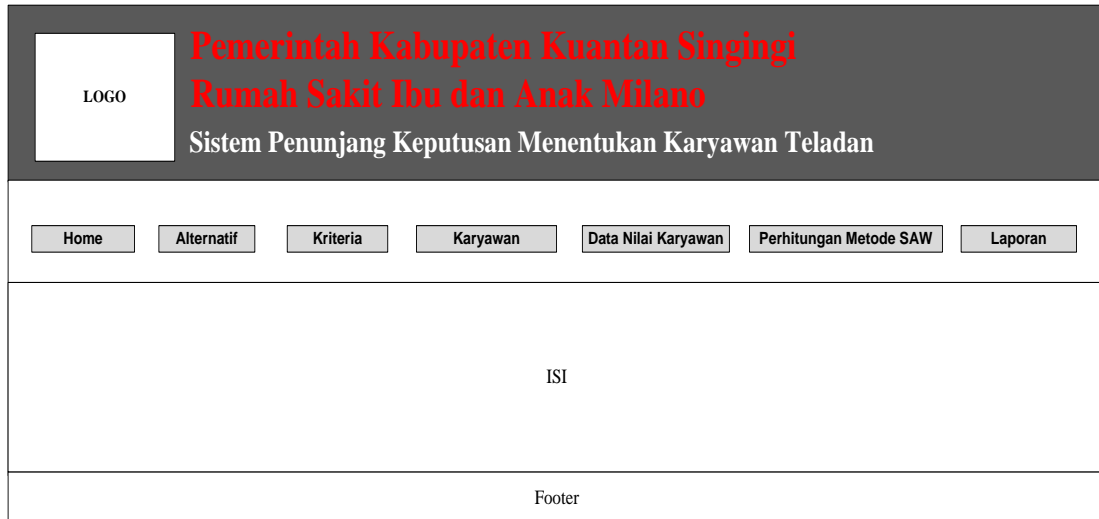 LOGO
Pemerintah Kabupaten Kuantan Singingi
Rumah Sakit Ibu dan Anak Milano
Sistem Penunjang Keputusan Menentukan Karyawan Teladan
Home Alternatif Kriteria Karyawan Data Nilai Karyawan Perhitungan Metode SAW Laporan
ISI
Footer